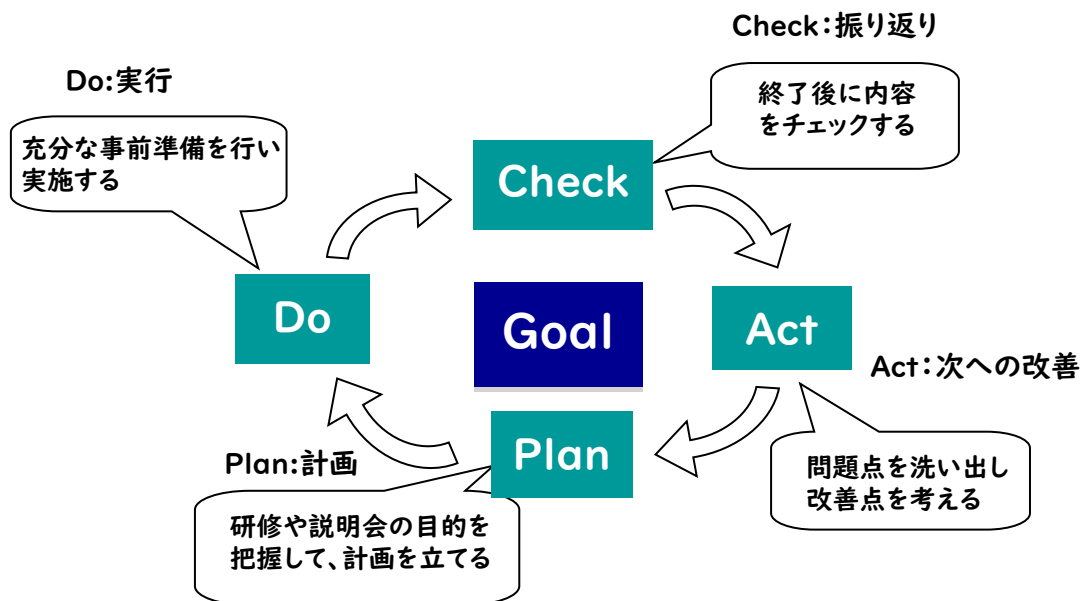 Check：振り返り
終了後に内容
をチェックする
Do:実行
充分な事前準備を行い
実施する
Check
Do
Goal
Act
Act：次への改善
問題点を洗い出し
改善点を考える
Plan
Plan:計画
研修や説明会の目的を
把握して、計画を立てる